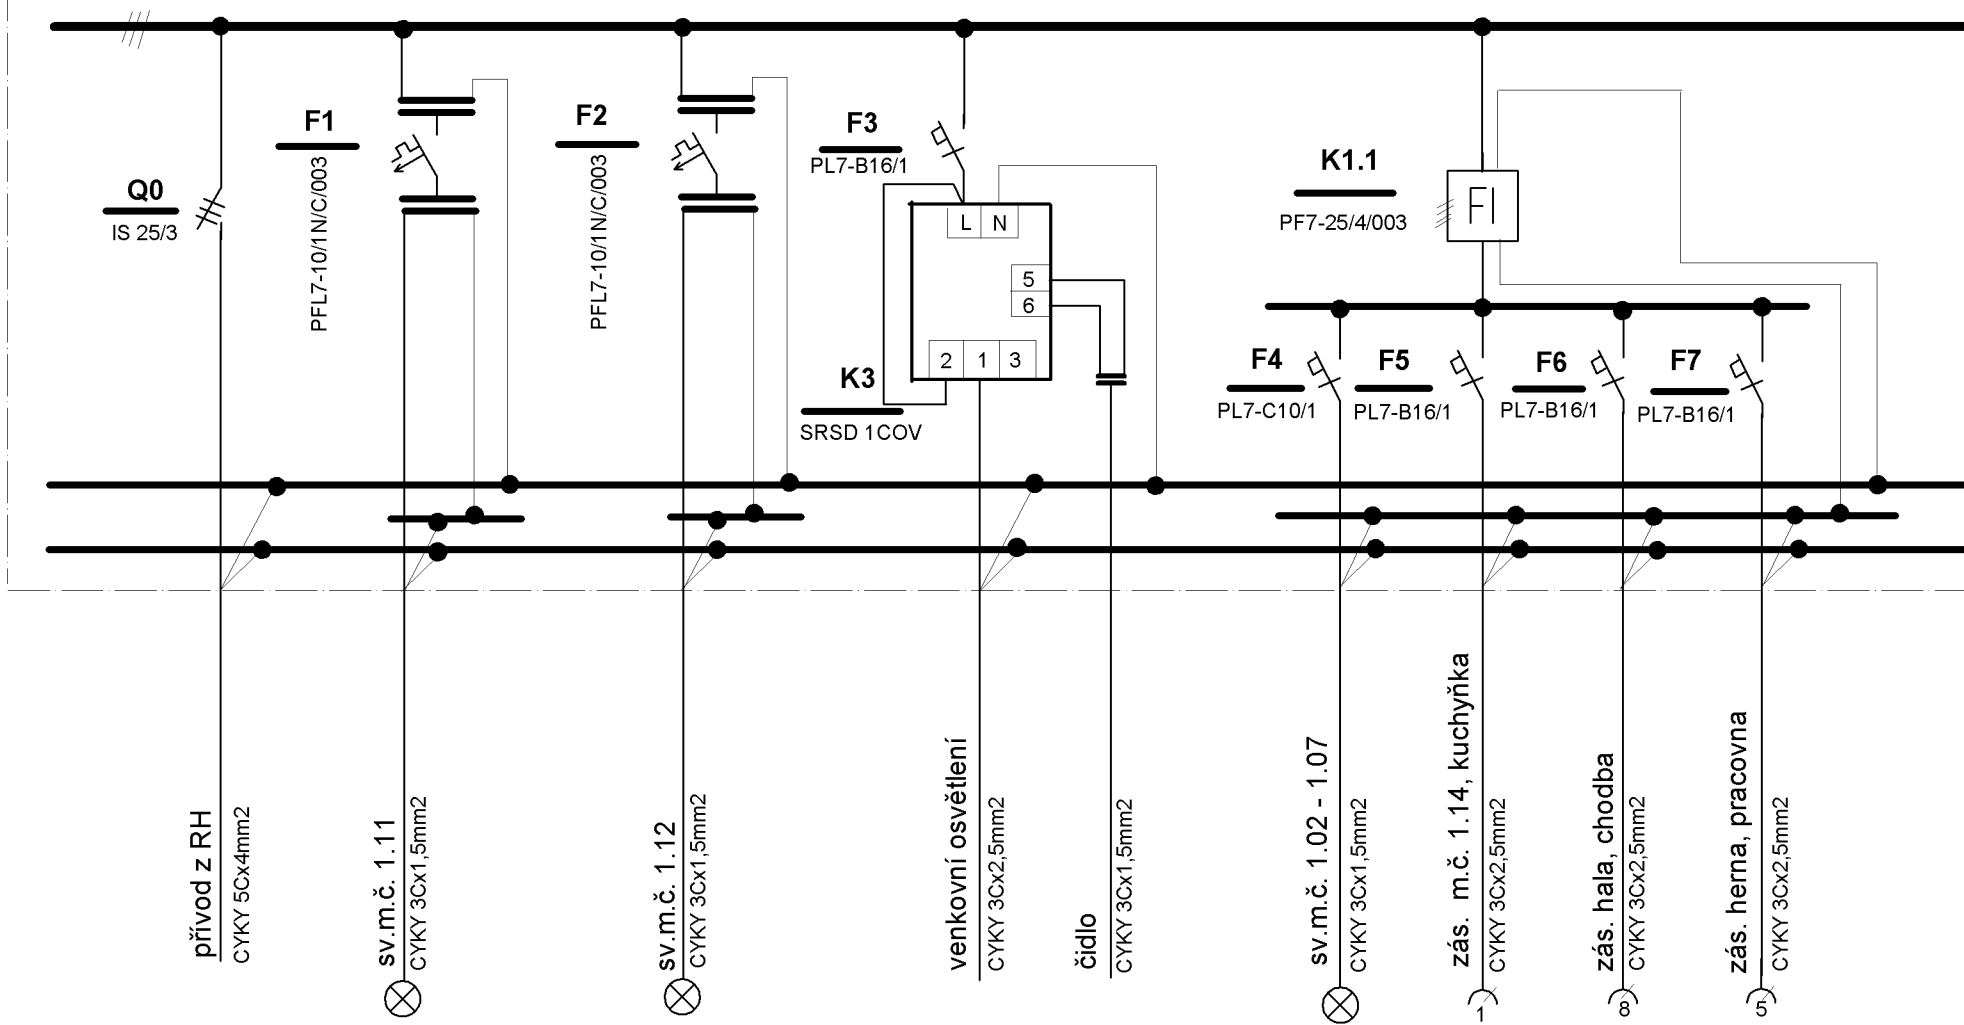 Q0
IS 25/3
F1
PFL7-10/1N/C/003
F2
PFL7-10/1N/C/003
F3
PL7-B16/1
L N
5
6
2 1 3
K3
SRSD 1COV
K1.1
PF7-25/4/003
FI
F4
PL7-C10/1
F5
PL7-B16/1
F6
PL7-B16/1
F7
PL7-B16/1
přívod z RH
CYKY 5Cx4mm2
sv.m.č. 1.11
CYKY 3Cx1,5mm2
sv.m.č. 1.12
CYKY 3Cx1,5mm2
venkovní osvětlení
CYKY 3Cx2,5mm2
čidlo
CYKY 3Cx1,5mm2
sv.m.č. 1.02 - 1.07
CYKY 3Cx1,5mm2
zás. m.č. 1.14, kuchyňka
CYKY 3Cx2,5mm2
1
zás. hala, chodba
CYKY 3Cx2,5mm2
8
zás. herna, pracovna
CYKY 3Cx2,5mm2
5